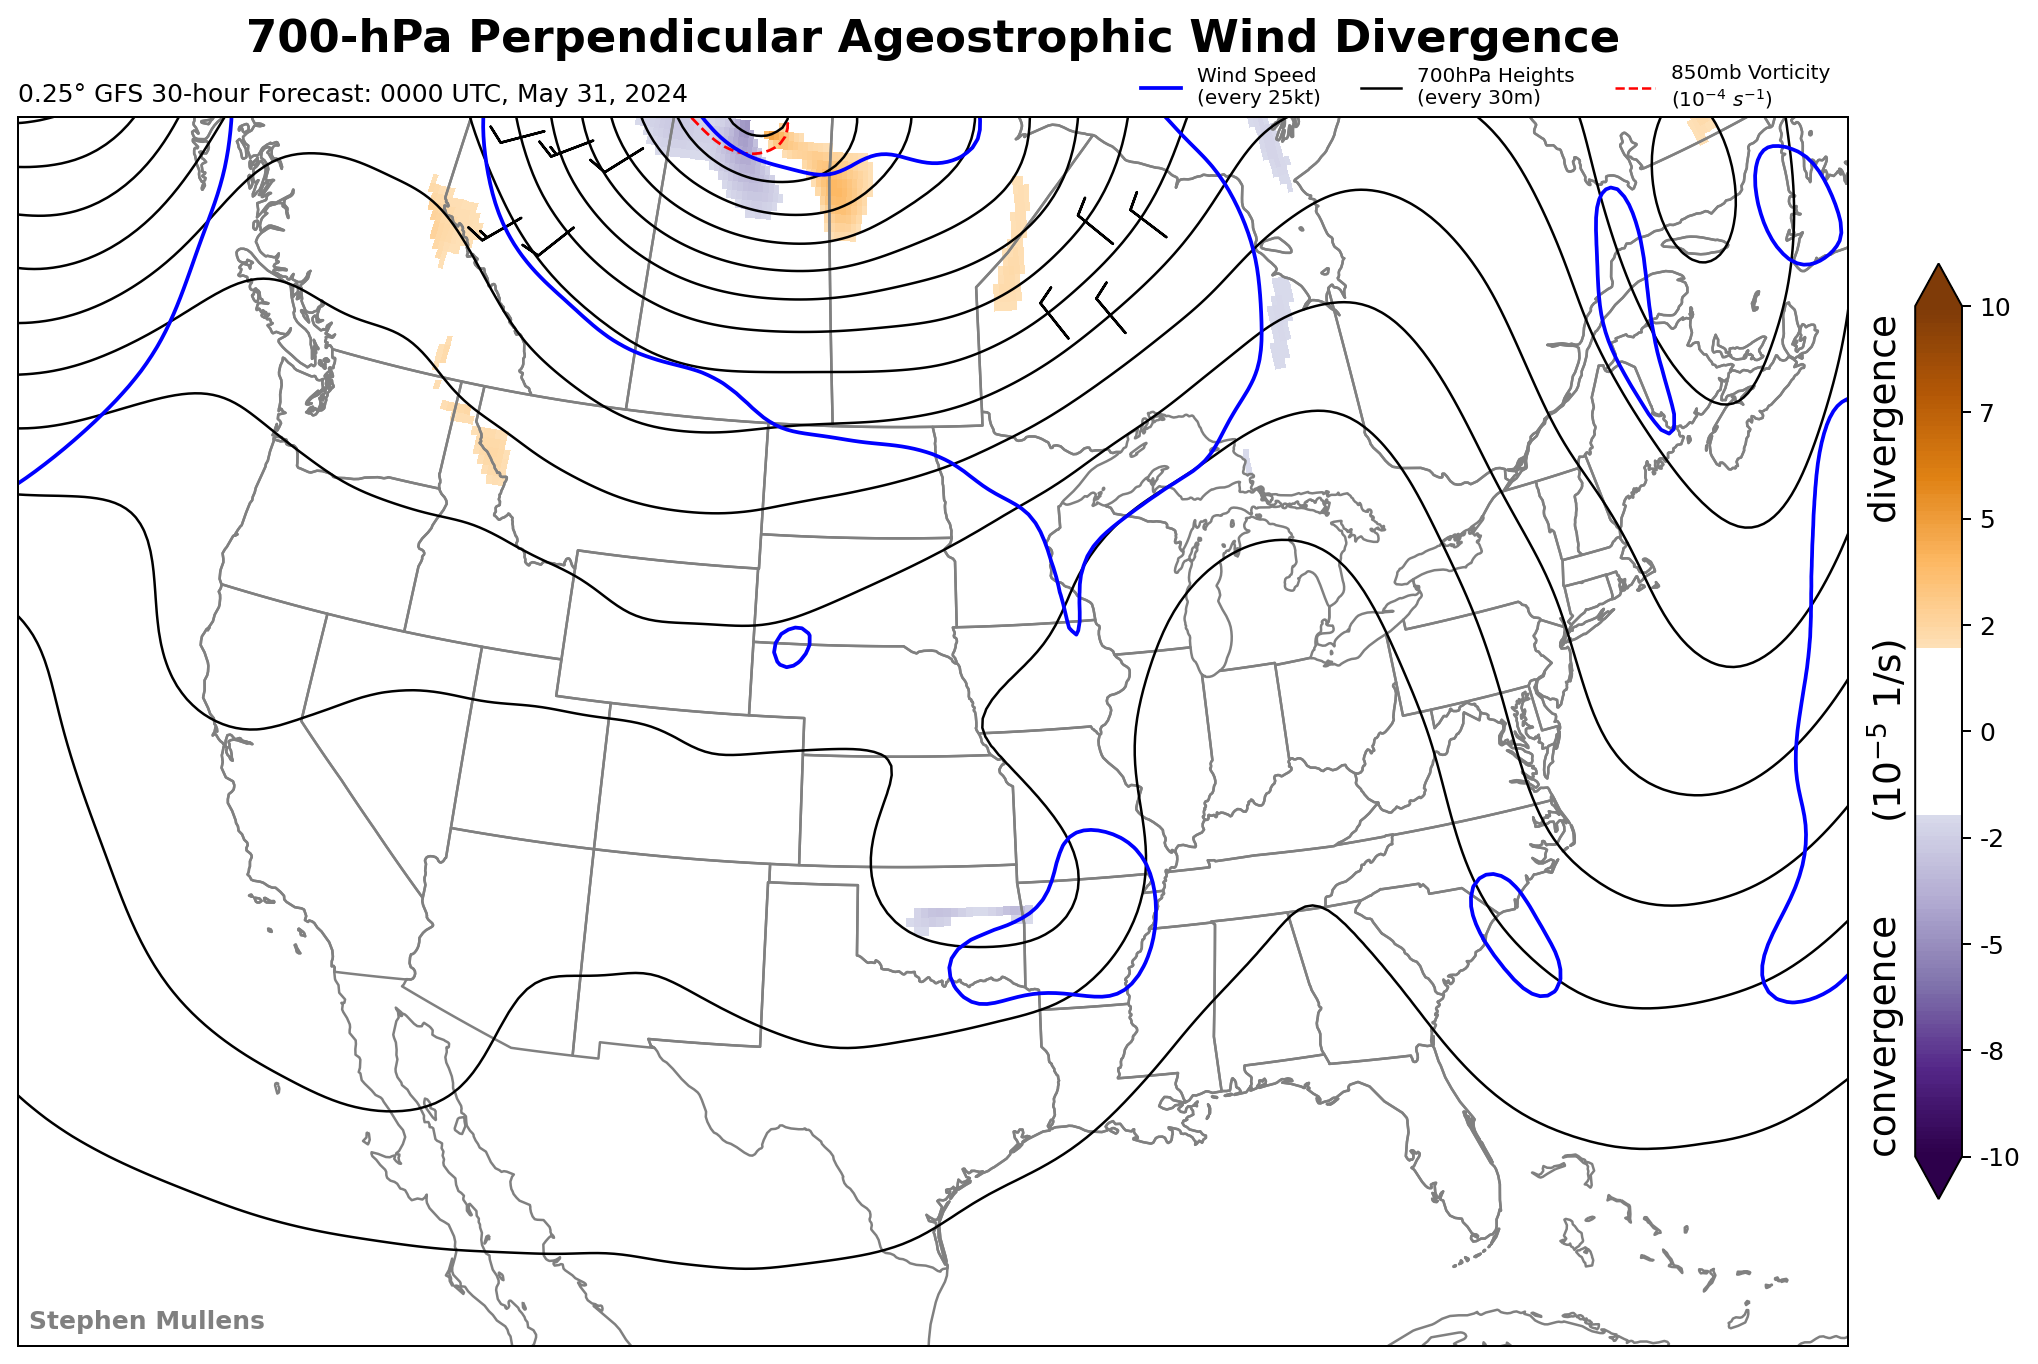 700-hPa Perpendicular Ageostrophic Wind Divergence
0.25° GFS 30-hour Forecast: 0000 UTC, May 31, 2024
Wind Speed
(every 25kt)
700hPa Heights
(every 30m)
850mb Vorticity
(10⁻⁴ s⁻¹)
10
7
5
2
0
-2
-5
-8
-10
convergence (10⁻⁵ 1/s) divergence
Stephen Mullens